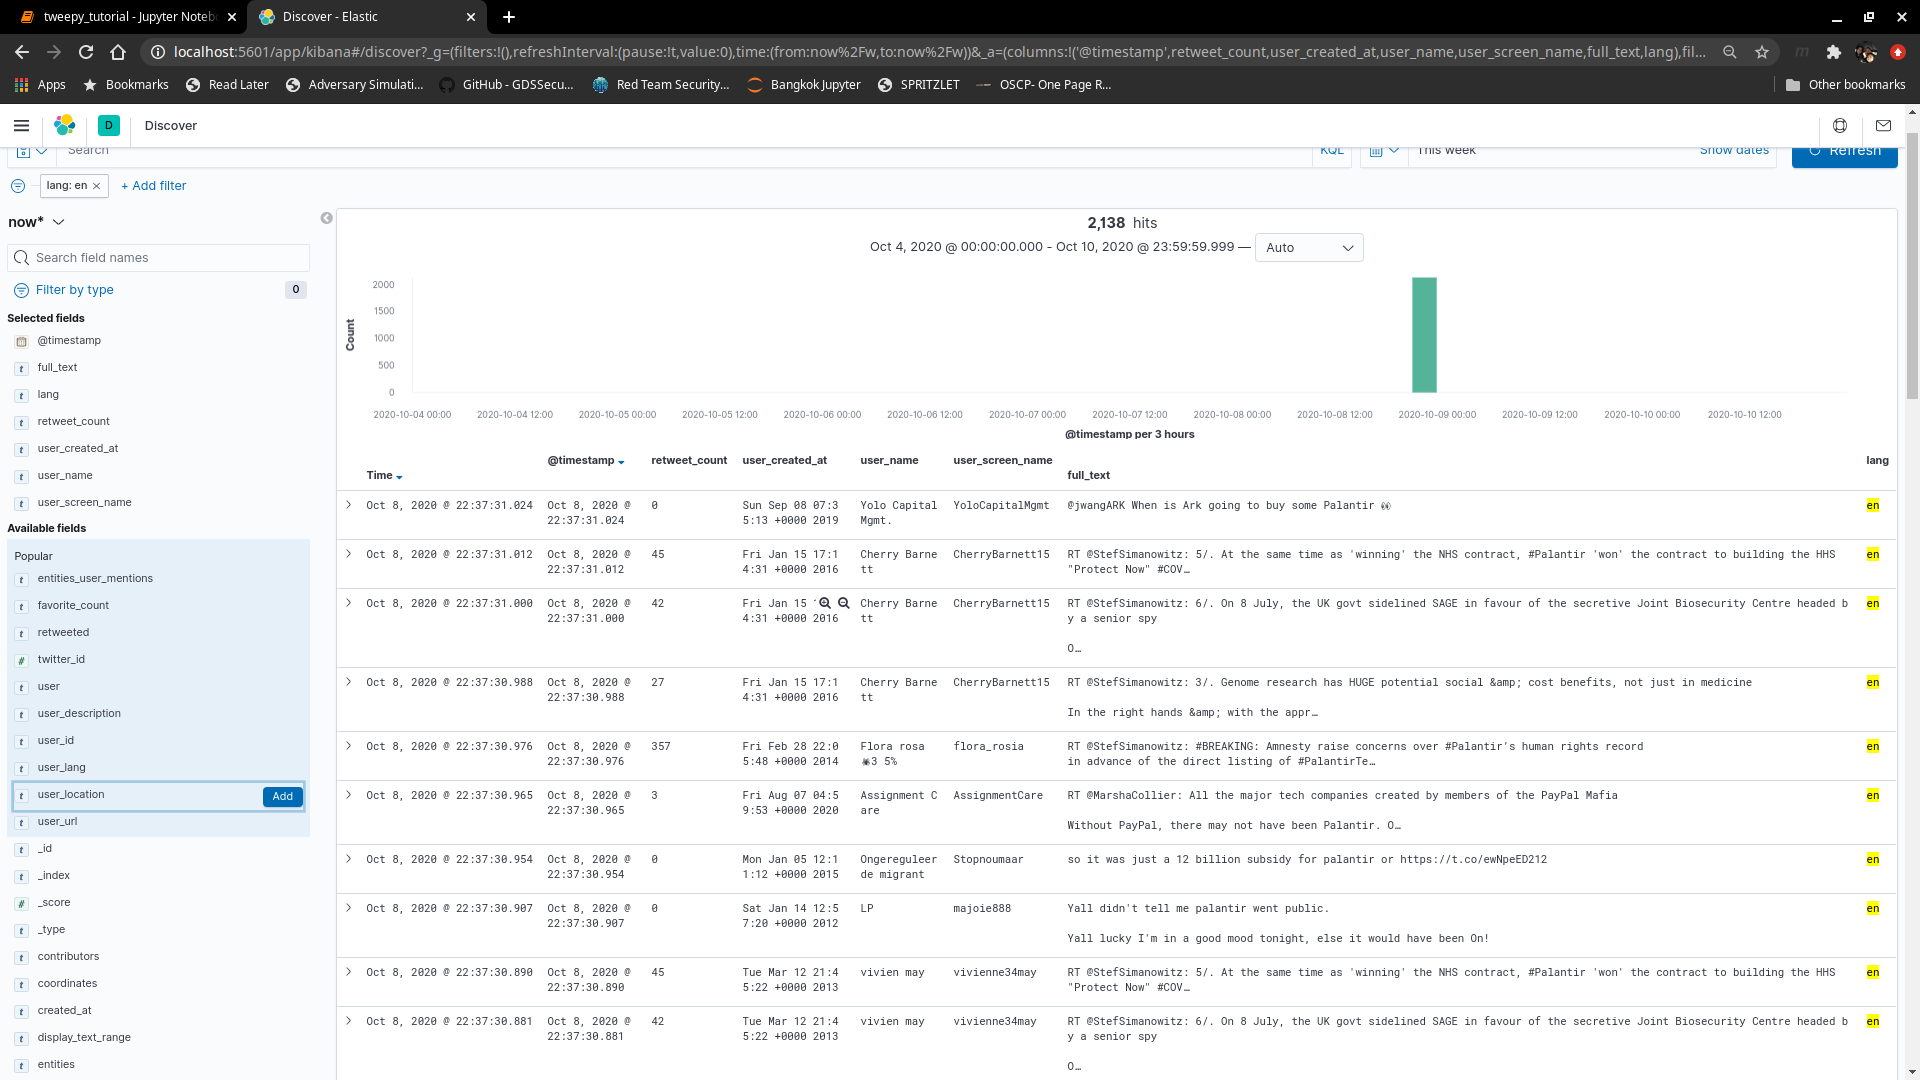 tweepy_tutorial - Jupyter Noteb
Discover - Elastic
localhost:5601/app/kibana#/discover?_g=(filters:!(),refreshInterval:(pause:!t,value:0),time:(from:now%2Fw,to:now%2Fw))&_a=(columns:!('@timestamp',retweet_count,user_created_at,user_name,user_screen_name,full_text,lang),fil...
Apps Bookmarks Read Later Adversary Simulati... GitHub - GDSSecu... Red Team Security... Bangkok Jupyter SPRITZLET OSCP- One Page R... Other bookmarks
D Discover
Search KQL This week Show dates Refresh
lang: en + Add filter
now*
Search field names
Filter by type 0
Selected fields
@timestamp
full_text
lang
retweet_count
user_created_at
user_name
user_screen_name
Available fields
Popular
entities_user_mentions
favorite_count
retweeted
twitter_id
user
user_description
user_id
user_lang
user_location Add
user_url
_id
_index
_score
_type
contributors
coordinates
created_at
display_text_range
entities
2,138 hits
Oct 4, 2020 @ 00:00:00.000 - Oct 10, 2020 @ 23:59:59.999 — Auto
Count
2000
1500
1000
500
0
2020-10-04 00:00 2020-10-04 12:00 2020-10-05 00:00 2020-10-05 12:00 2020-10-06 00:00 2020-10-06 12:00 2020-10-07 00:00 2020-10-07 12:00 2020-10-08 00:00 2020-10-08 12:00 2020-10-09 00:00 2020-10-09 12:00 2020-10-10 00:00 2020-10-10 12:00
@timestamp per 3 hours
Time @timestamp retweet_count user_created_at user_name user_screen_name full_text lang
Oct 8, 2020 @ 22:37:31.024 Oct 8, 2020 @ 0 Sun Sep 08 07:3 Yolo Capital YoloCapitalMgmt @jwangARK When is Ark going to buy some Palantir 👀 en
22:37:31.024 5:13 +0000 2019 Mgmt.
Oct 8, 2020 @ 22:37:31.012 Oct 8, 2020 @ 45 Fri Jan 15 17:1 Cherry Barne CherryBarnett15 RT @StefSimanowitz: 5/. At the same time as 'winning' the NHS contract, #Palantir 'won' the contract to building the HHS en
22:37:31.012 4:31 +0000 2016 tt "Protect Now" #COV…
Oct 8, 2020 @ 22:37:31.000 Oct 8, 2020 @ 42 Fri Jan 15 Cherry Barne CherryBarnett15 RT @StefSimanowitz: 6/. On 8 July, the UK govt sidelined SAGE in favour of the secretive Joint Biosecurity Centre headed b en
22:37:31.000 4:31 +0000 2016 tt y a senior spy
O…
Oct 8, 2020 @ 22:37:30.988 Oct 8, 2020 @ 27 Fri Jan 15 17:1 Cherry Barne CherryBarnett15 RT @StefSimanowitz: 3/. Genome research has HUGE potential social &amp; cost benefits, not just in medicine en
22:37:30.988 4:31 +0000 2016 tt
In the right hands &amp; with the appr…
Oct 8, 2020 @ 22:37:30.976 Oct 8, 2020 @ 357 Fri Feb 28 22:0 Flora rosa flora_rosia RT @StefSimanowitz: #BREAKING: Amnesty raise concerns over #Palantir's human rights record en
22:37:30.976 5:48 +0000 2014 3 5% in advance of the direct listing of #PalantirTe…
Oct 8, 2020 @ 22:37:30.965 Oct 8, 2020 @ 3 Fri Aug 07 04:5 Assignment C AssignmentCare RT @MarshaCollier: All the major tech companies created by members of the PayPal Mafia en
22:37:30.965 9:53 +0000 2020 are
Without PayPal, there may not have been Palantir. O…
Oct 8, 2020 @ 22:37:30.954 Oct 8, 2020 @ 0 Mon Jan 05 12:1 Ongereguleer Stopnoumaar so it was just a 12 billion subsidy for palantir or https://t.co/ewNpeED212 en
22:37:30.954 1:12 +0000 2015 de migrant
Oct 8, 2020 @ 22:37:30.907 Oct 8, 2020 @ 0 Sat Jan 14 12:5 LP majoie888 Yall didn't tell me palantir went public. en
22:37:30.907 7:20 +0000 2012
Yall lucky I'm in a good mood tonight, else it would have been On!
Oct 8, 2020 @ 22:37:30.890 Oct 8, 2020 @ 45 Tue Mar 12 21:4 vivien may vivienne34may RT @StefSimanowitz: 5/. At the same time as 'winning' the NHS contract, #Palantir 'won' the contract to building the HHS en
22:37:30.890 5:22 +0000 2013 "Protect Now" #COV…
Oct 8, 2020 @ 22:37:30.881 Oct 8, 2020 @ 42 Tue Mar 12 21:4 vivien may vivienne34may RT @StefSimanowitz: 6/. On 8 July, the UK govt sidelined SAGE in favour of the secretive Joint Biosecurity Centre headed b en
22:37:30.881 5:22 +0000 2013 y a senior spy
O…